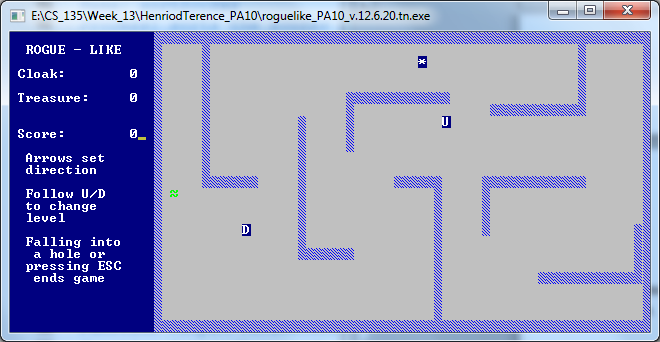 E:\CS_135\Week_13\HenriodTerence_PA10\roguelike_PA10_v.12.6.20.tn.exe
ROGUE - LIKE
Cloak: 0
Treasure: 0
Score: 0_
Arrows set
direction
Follow U/D
to change
level
Falling into
a hole or
pressing ESC
ends game
*
U
≈
D